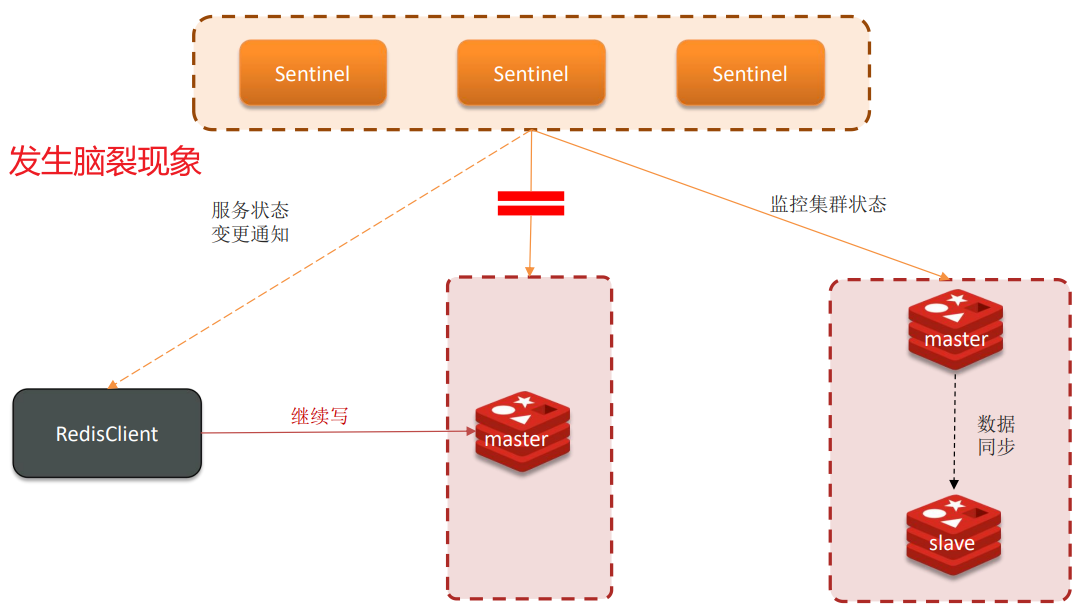 Sentinel
Sentinel
Sentinel
发生脑裂现象
服务状态
变更通知
监控集群状态
master
RedisClient
继续写
master
数据
同步
slave